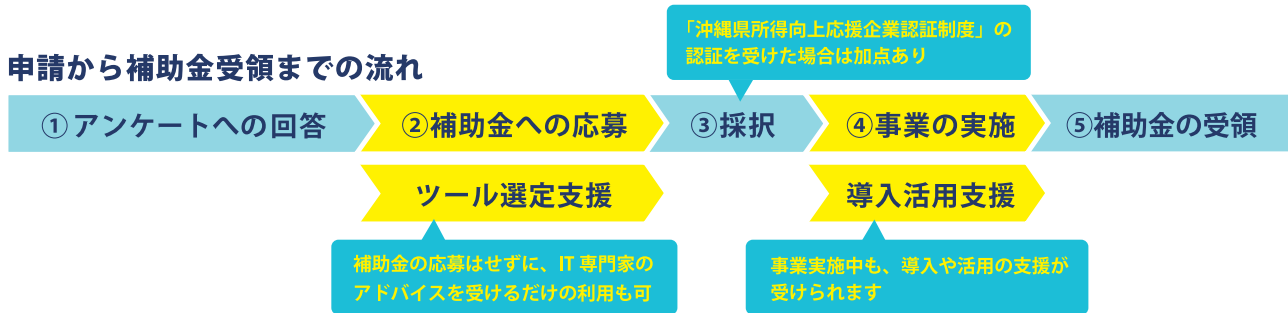 「沖縄県所得向上応援企業認証制度」の
認証を受けた場合は加点あり
申請から補助金受領までの流れ
①アンケートへの回答
②補助金への応募
③採択
④事業の実施
⑤補助金の受領
ツール選定支援
導入活用支援
補助金の応募はせずに、IT 専門家の
アドバイスを受けるだけの利用も可
事業実施中も、導入や活用の支援が
受けられます